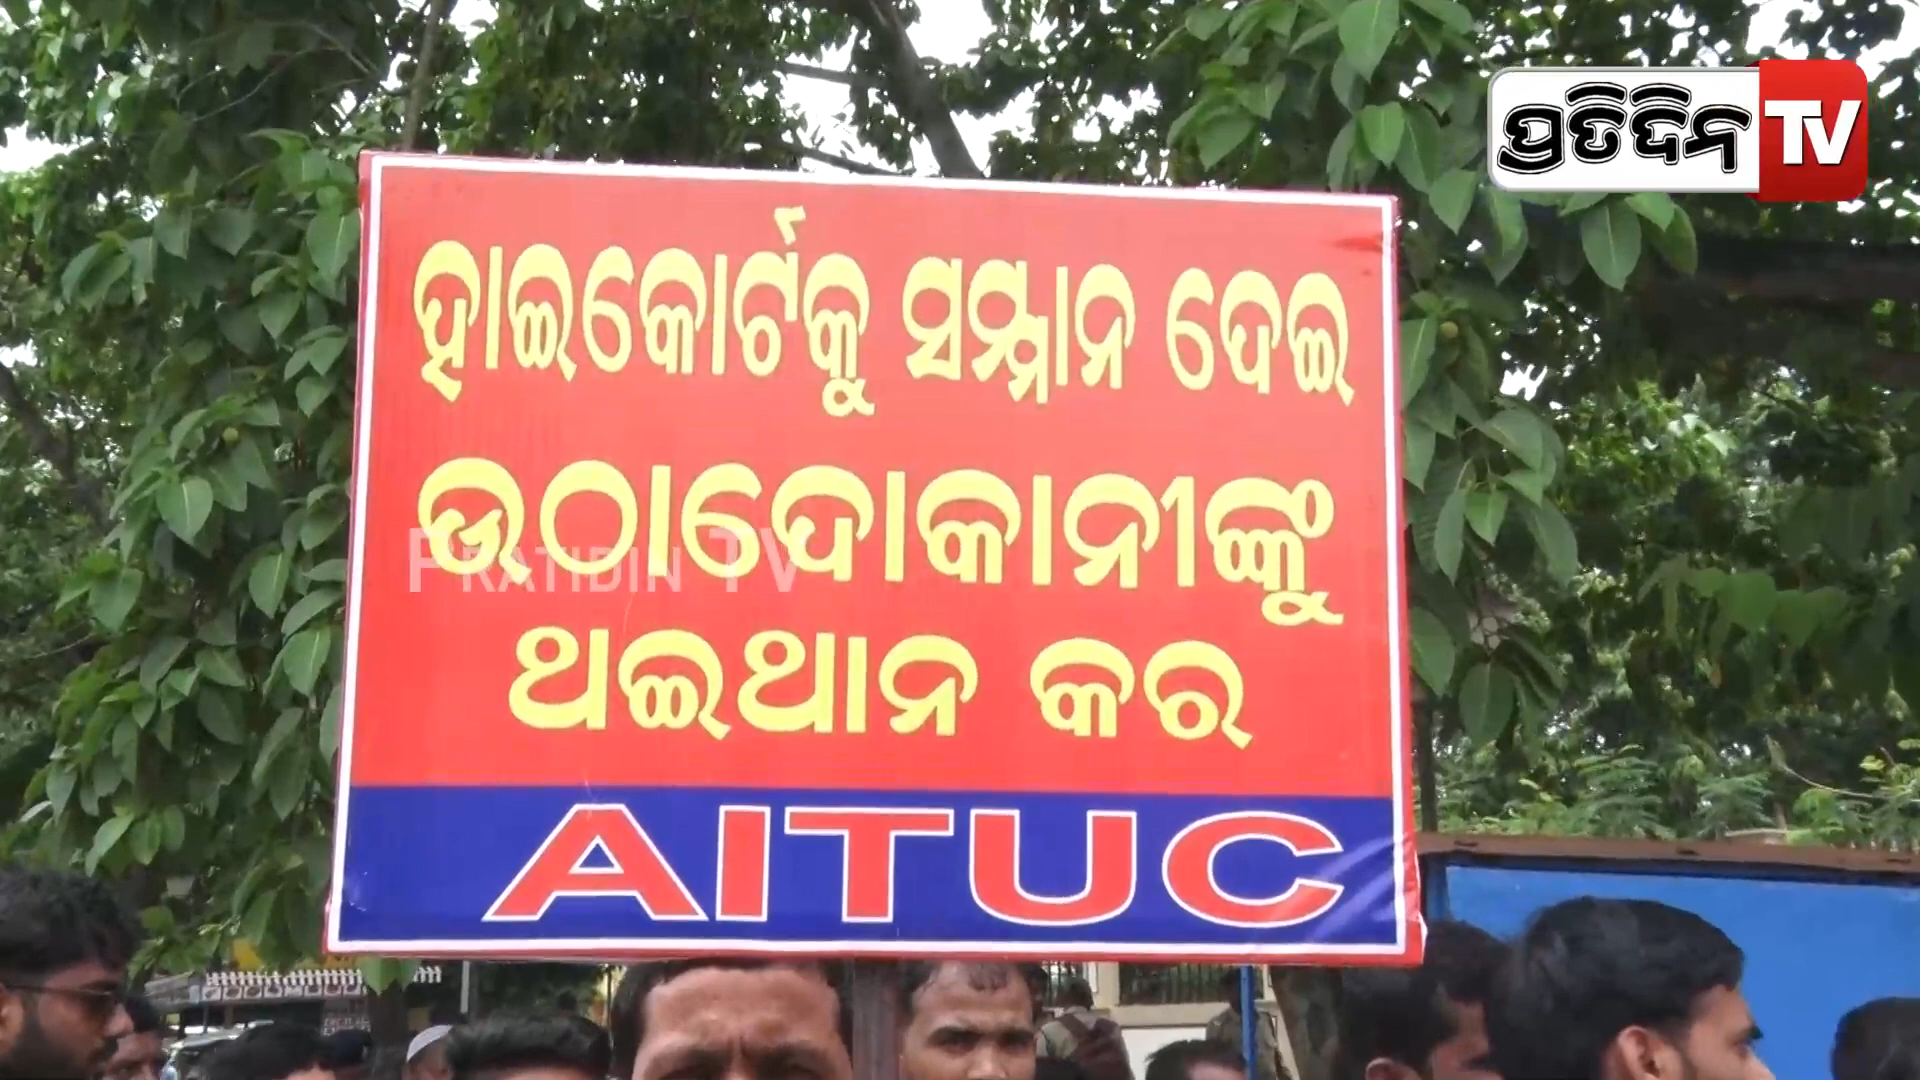 ପ୍ରତିଦିନ TV
ହାଇକୋର୍ଟକୁ ସମ୍ମାନ ଦେଇ
ଉଠାଦୋକାନୀଙ୍କୁ
PRATIDIN TV
ଥଇଥାନ କର
AITUC